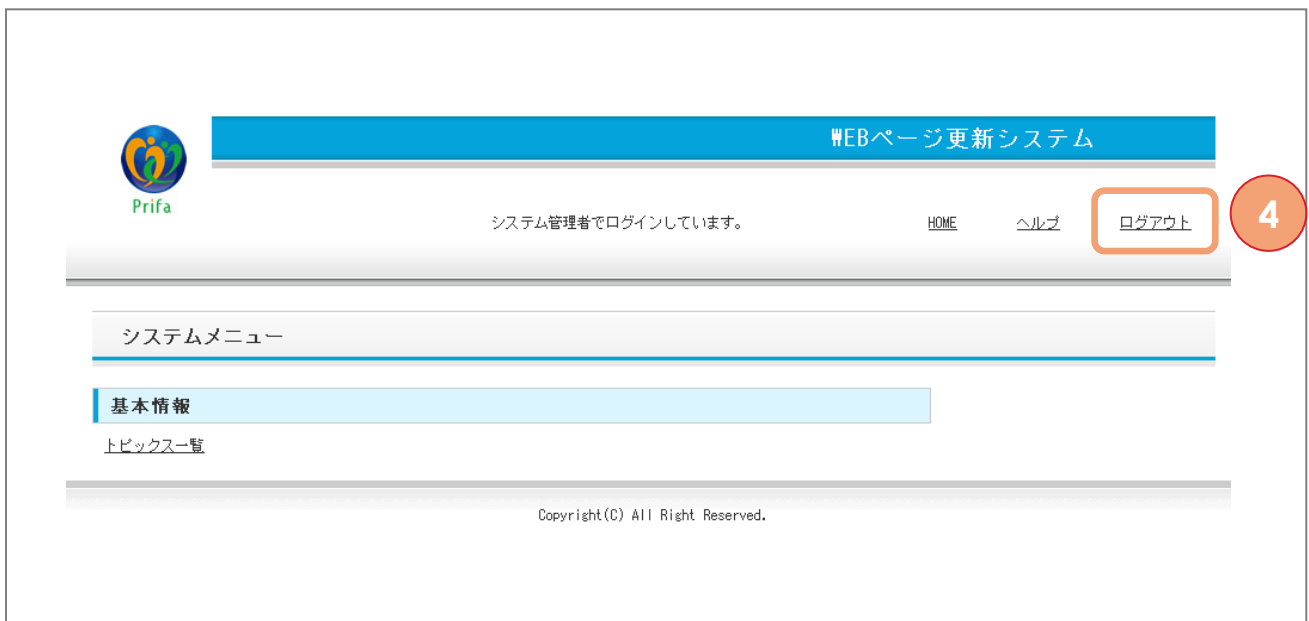 WEBページ更新システム
Prifa
システム管理者でログインしています。 HOME ヘルプ ログアウト 4
システムメニュー
基本情報
トピックス一覧
Copyright(C) All Right Reserved.